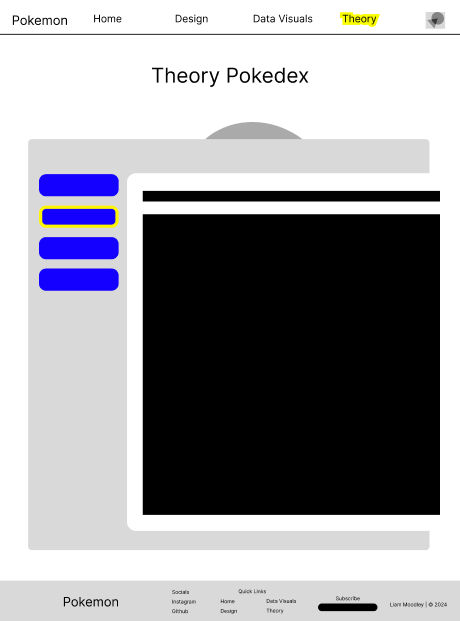 Pokemon Home Design Data Visuals Theory
Theory Pokedex
Pokemon
Socials
Instagram
Github
Quick Links
Home Data Visuals
Design Theory
Subscribe
Liam Moodley | © 2024